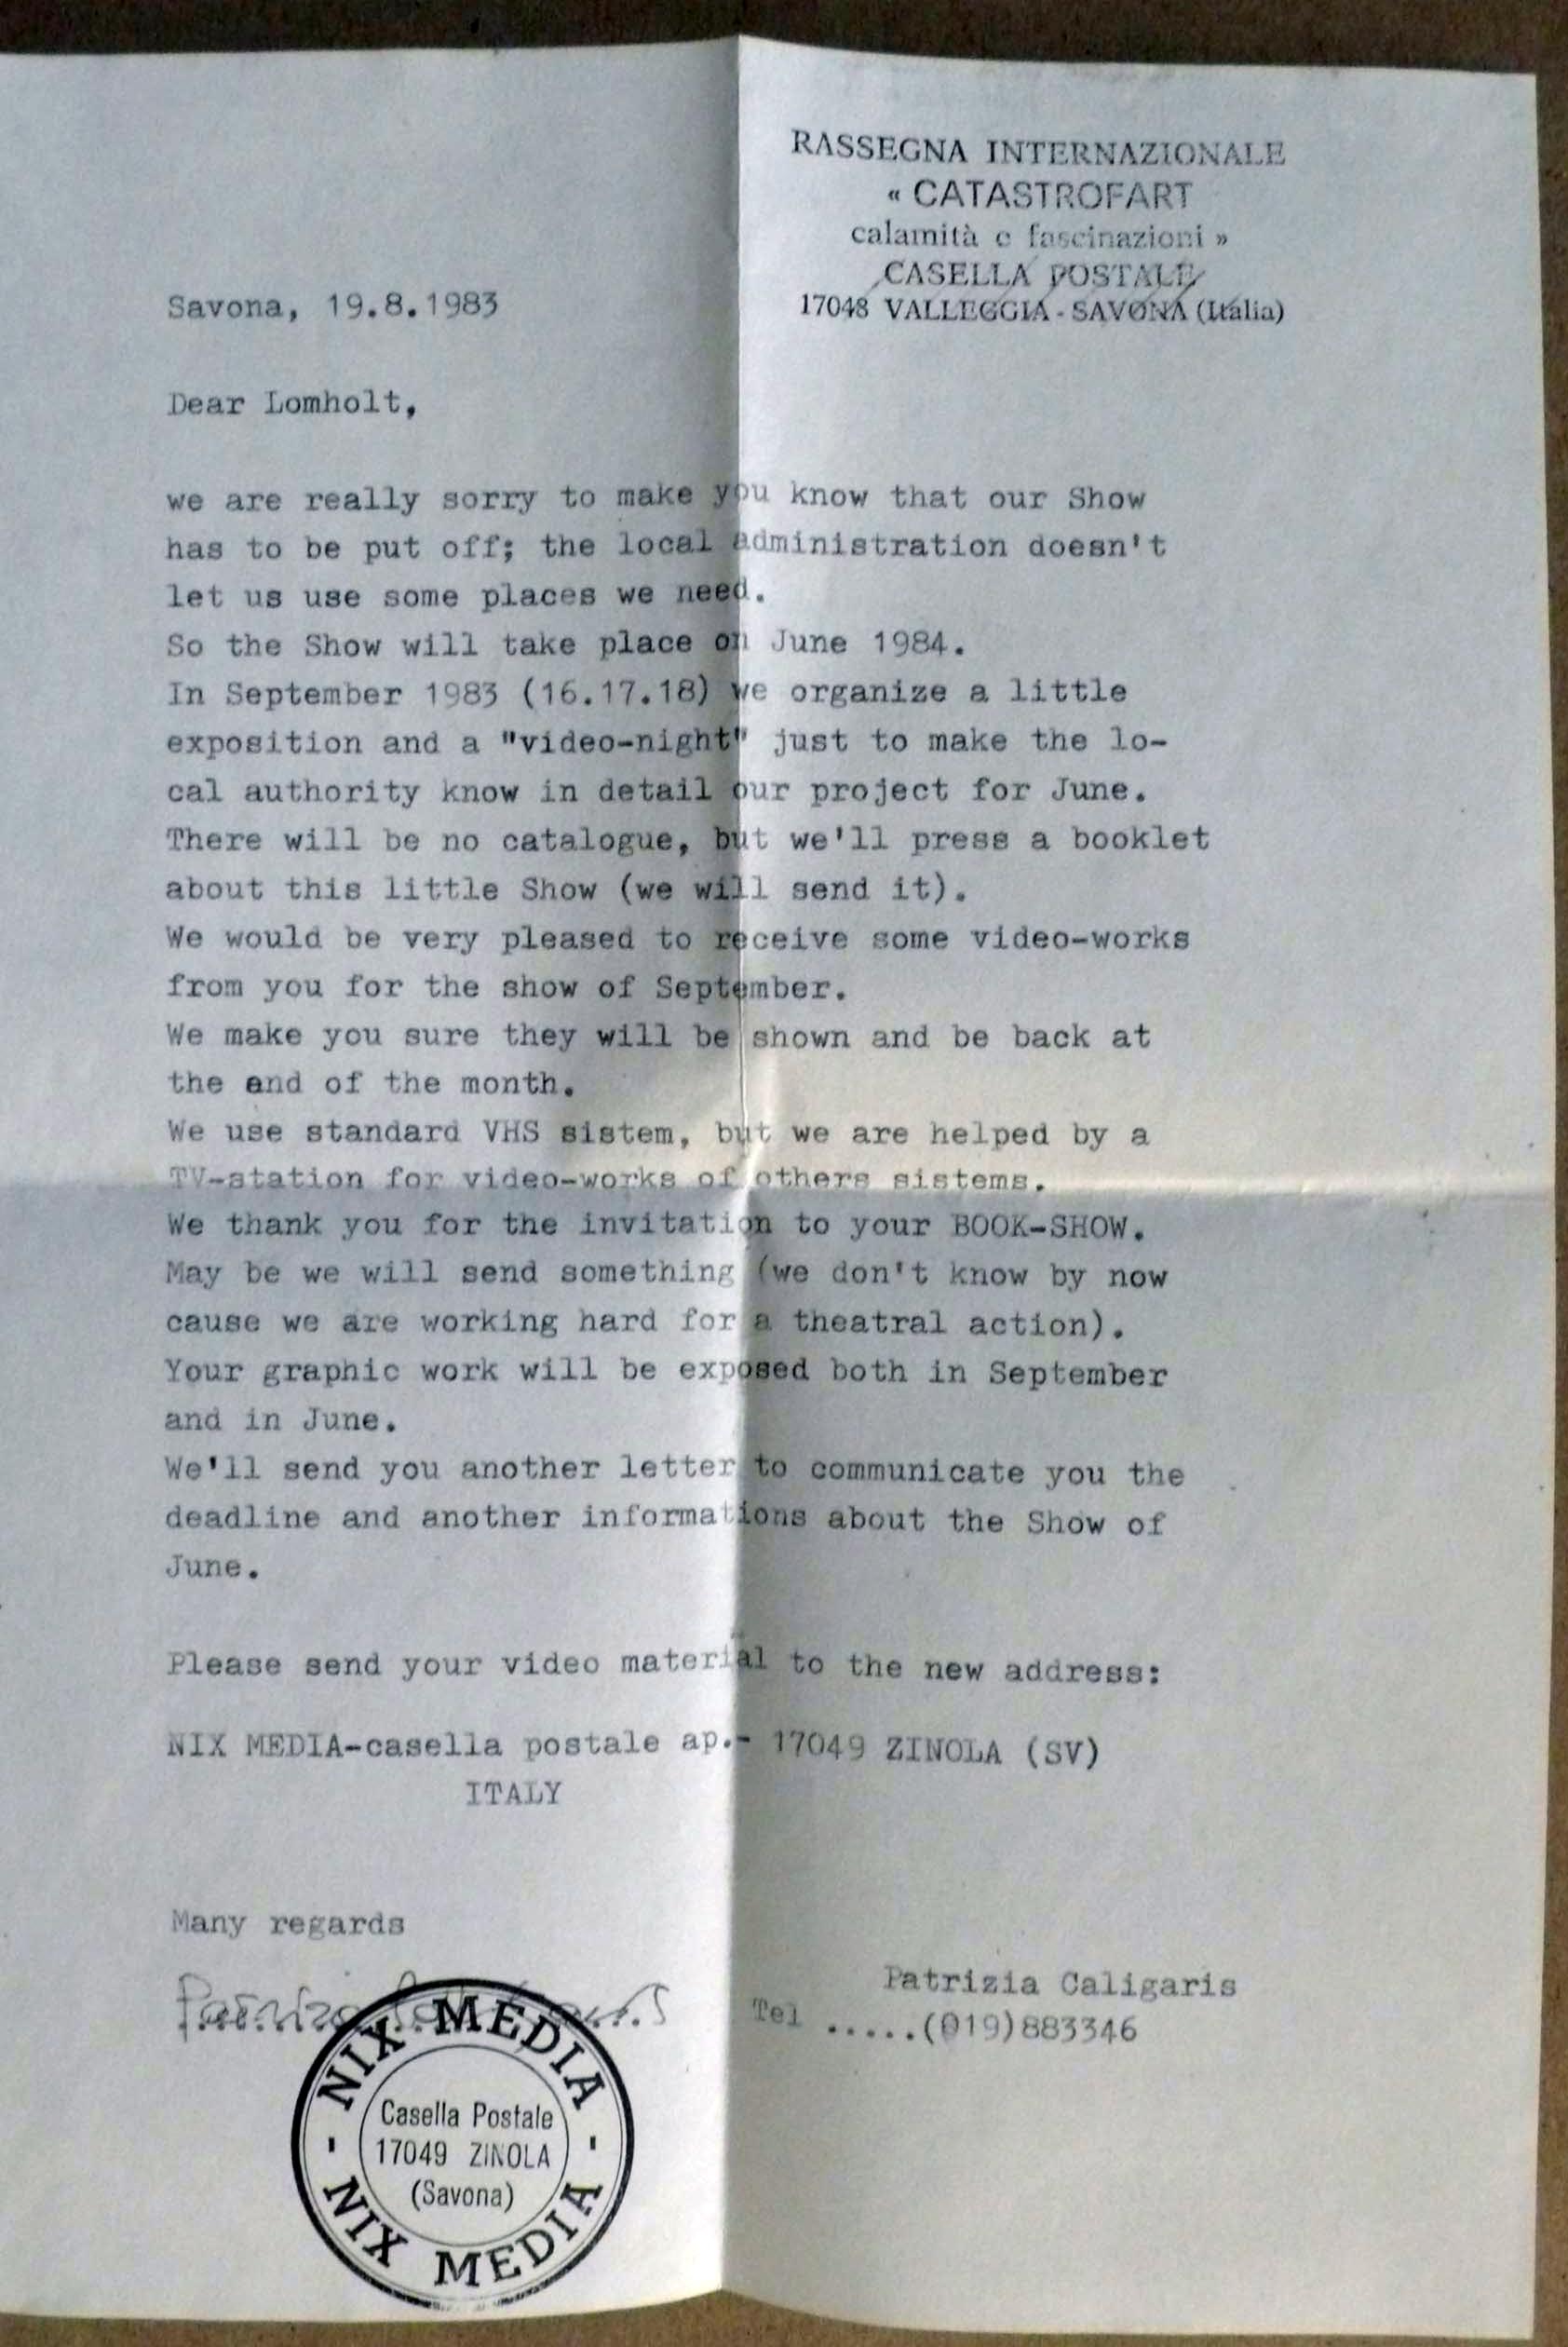 RASSEGNA INTERNAZIONALE
« CATASTROFART
calamità e fascinazioni »
CASELLA POSTALE
17048 VALLEGGIA - SAVONA (Italia)
Savona, 19.8.1983
Dear Lomholt,
we are really sorry to make you know that our Show
has to be put off; the local administration doesn't
let us use some places we need.
So the Show will take place on June 1984.
In September 1983 (16.17.18) we organize a little
exposition and a "video-night" just to make the lo-
cal authority know in detail our project for June.
There will be no catalogue, but we'll press a booklet
about this little Show (we will send it).
We would be very pleased to receive some video-works
from you for the show of September.
We make you sure they will be shown and be back at
the end of the month.
We use standard VHS sistem, but we are helped by a
TV-station for video-works of others sistems.
We thank you for the invitation to your BOOK-SHOW.
May be we will send something (we don't know by now
cause we are working hard for a theatral action).
Your graphic work will be exposed both in September
and in June.
We'll send you another letter to communicate you the
deadline and another informations about the Show of
June.
Please send your video material to the new address:
NIX MEDIA-casella postale ap.- 17049 ZINOLA (SV)
ITALY
Many regards
Patrizia Caligaris
Patrizia Caligaris
Tel .....(019)883346
NIX MEDIA
Casella Postale
17049 ZINOLA
(Savona)
NIX MEDIA